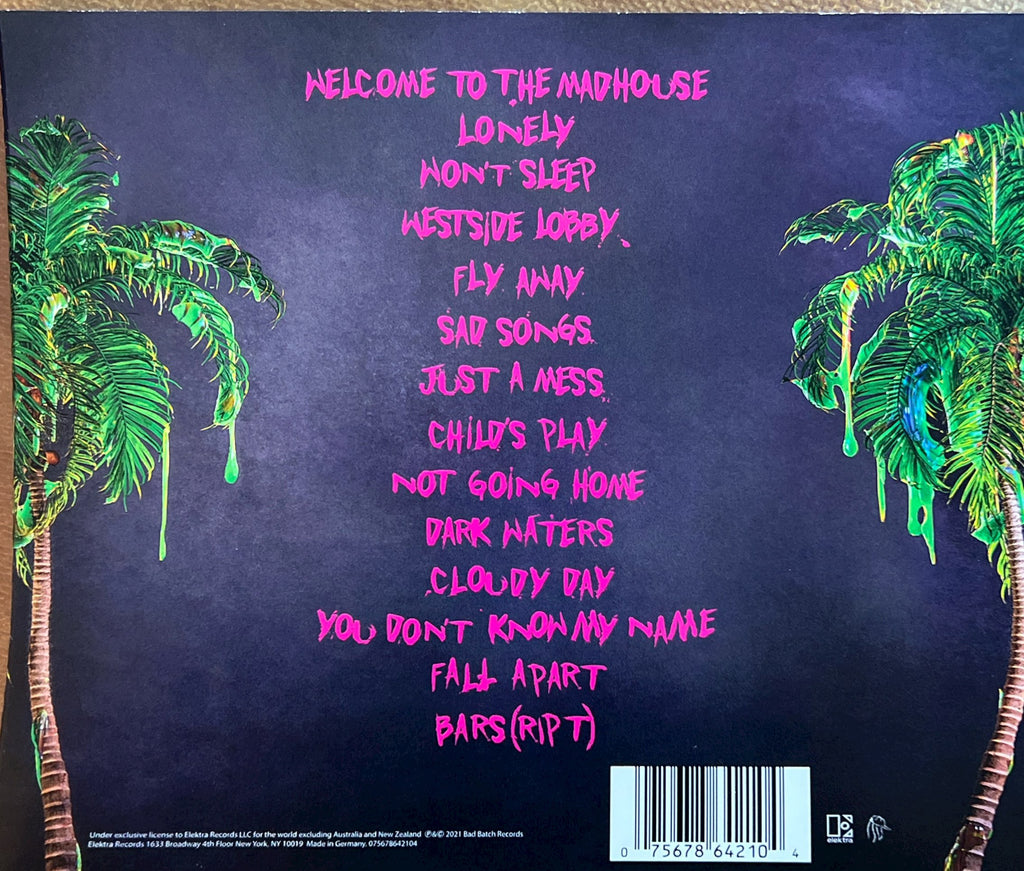 WELCOME TO THE MADHOUSE
LONELY
WON'T SLEEP
WESTSIDE LOBBY
FLY AWAY
SAD SONGS
JUST A MESS
CHILD'S PLAY
NOT GOING HOME
DARK WATERS
CLOUDY DAY
YOU DON'T KNOW MY NAME
FALL APART
BARS (RIP T)
Under exclusive license to Elektra Records LLC for the world excluding Australia and New Zealand ℗&© 2021 Bad Batch Records
Elektra Records 1633 Broadway 4th Floor New York, NY 10019 Made in Germany. 075678642104
0 75678 64210 4
elektra